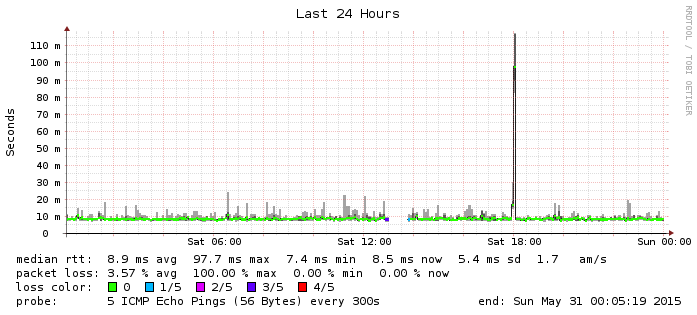 Last 24 Hours
RRDTOOL / TOBI OETIKER
Seconds
110 m
100 m
90 m
80 m
70 m
60 m
50 m
40 m
30 m
20 m
10 m
0
Sat 06:00 Sat 12:00 Sat 18:00 Sun 00:00
median rtt: 8.9 ms avg 97.7 ms max 7.4 ms min 8.5 ms now 5.4 ms sd 1.7 am/s
packet loss: 3.57 % avg 100.00 % max 0.00 % min 0.00 % now
loss color: 0 1/5 2/5 3/5 4/5
probe: 5 ICMP Echo Pings (56 Bytes) every 300s end: Sun May 31 00:05:19 2015